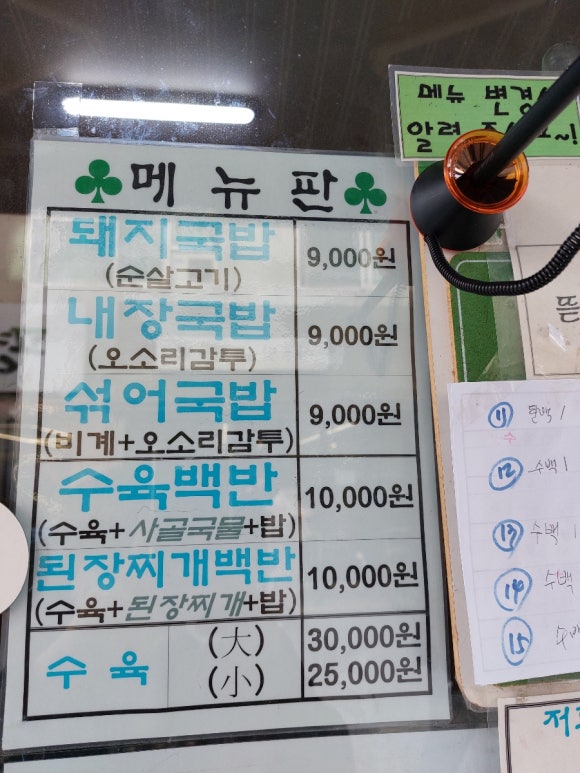 메뉴판
돼지국밥 9,000원
(순살고기)
내장국밥 9,000원
(오소리감투)
섞어국밥 9,000원
(비계+오소리감투)
수육백반 10,000원
(수육+사골국물+밥)
된장찌개백반 10,000원
(수육+된장찌개+밥)
수육 (大) 30,000원
(小) 25,000원
메뉴 변경
알려
뜯
⑪
⑫ 수백 1
⑬ 수백 1
⑭ 수백
⑮ 수백